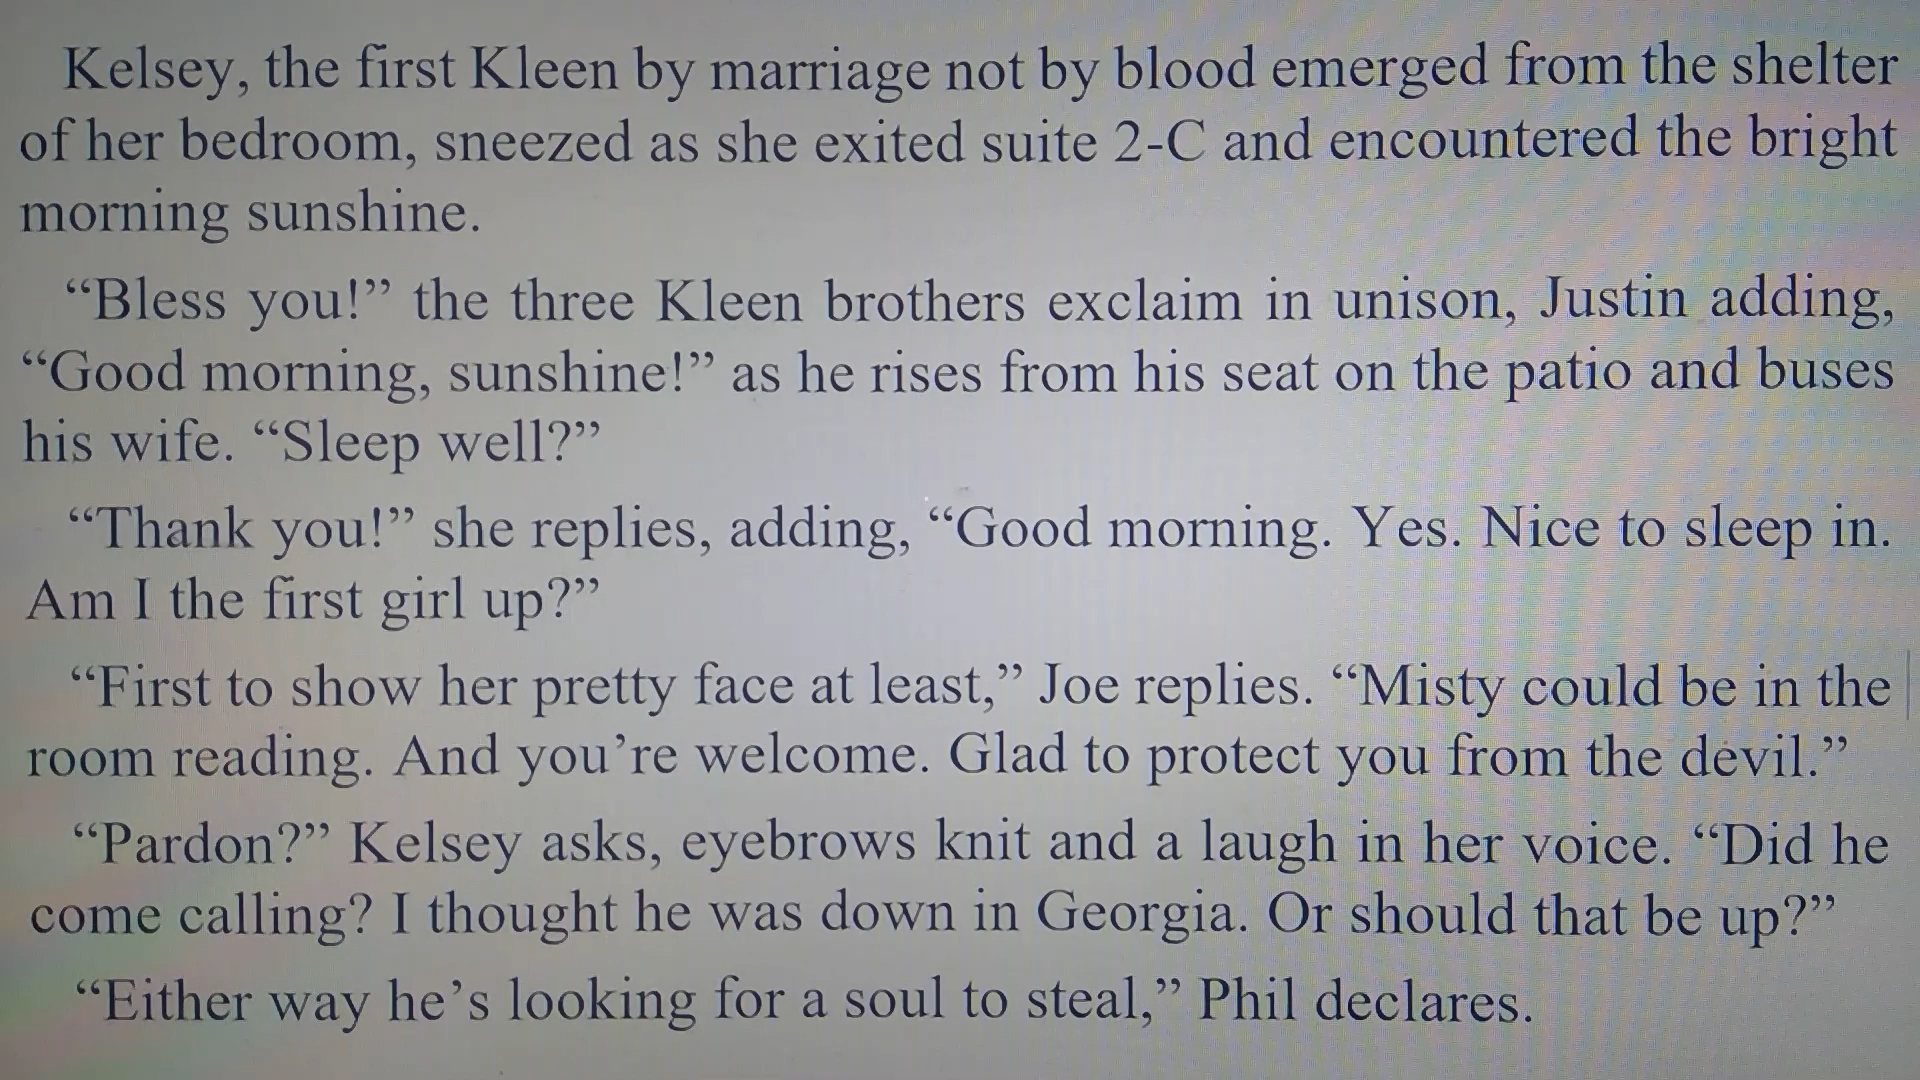 Kelsey, the first Kleen by marriage not by blood emerged from the shelter
of her bedroom, sneezed as she exited suite 2-C and encountered the bright
morning sunshine.
“Bless you!” the three Kleen brothers exclaim in unison, Justin adding,
“Good morning, sunshine!” as he rises from his seat on the patio and buses
his wife. “Sleep well?”
“Thank you!” she replies, adding, “Good morning. Yes. Nice to sleep in.
Am I the first girl up?”
“First to show her pretty face at least,” Joe replies. “Misty could be in the
room reading. And you’re welcome. Glad to protect you from the devil.”
“Pardon?” Kelsey asks, eyebrows knit and a laugh in her voice. “Did he
come calling? I thought he was down in Georgia. Or should that be up?”
“Either way he’s looking for a soul to steal,” Phil declares.